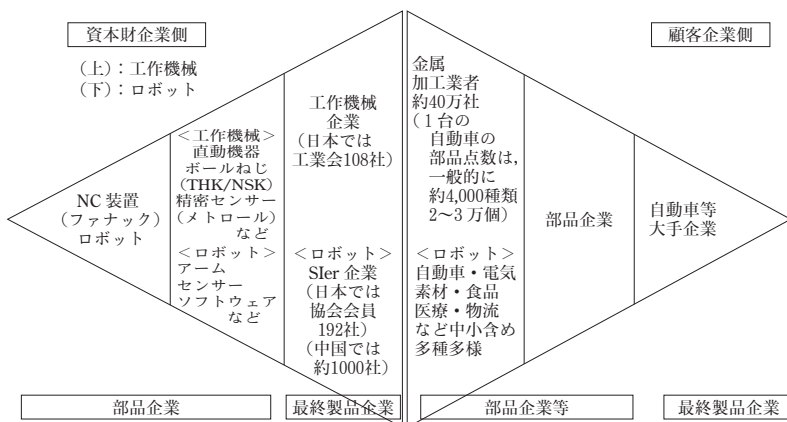 資本財企業側
(上):工作機械
(下):ロボット
顧客企業側
NC 装置
(ファナック)
ロボット
<工作機械>
直動機器
ボールねじ
(THK/NSK)
精密センサー
(メトロール)
など
<ロボット>
アーム
センサー
ソフトウェア
など
工作機械
企業
(日本では
工業会108社)
<ロボット>
SIer 企業
(日本では
協会会員
192社)
(中国では
約1000社)
金属
加工業者
約40万社
(1台の
自動車の
部品点数は,
一般的に
約4,000種類
2〜3万個)
<ロボット>
自動車・電気
素材・食品
医療・物流
など中小含め
多種多様
部品企業
自動車等
大手企業
部品企業
最終製品企業
部品企業等
最終製品企業